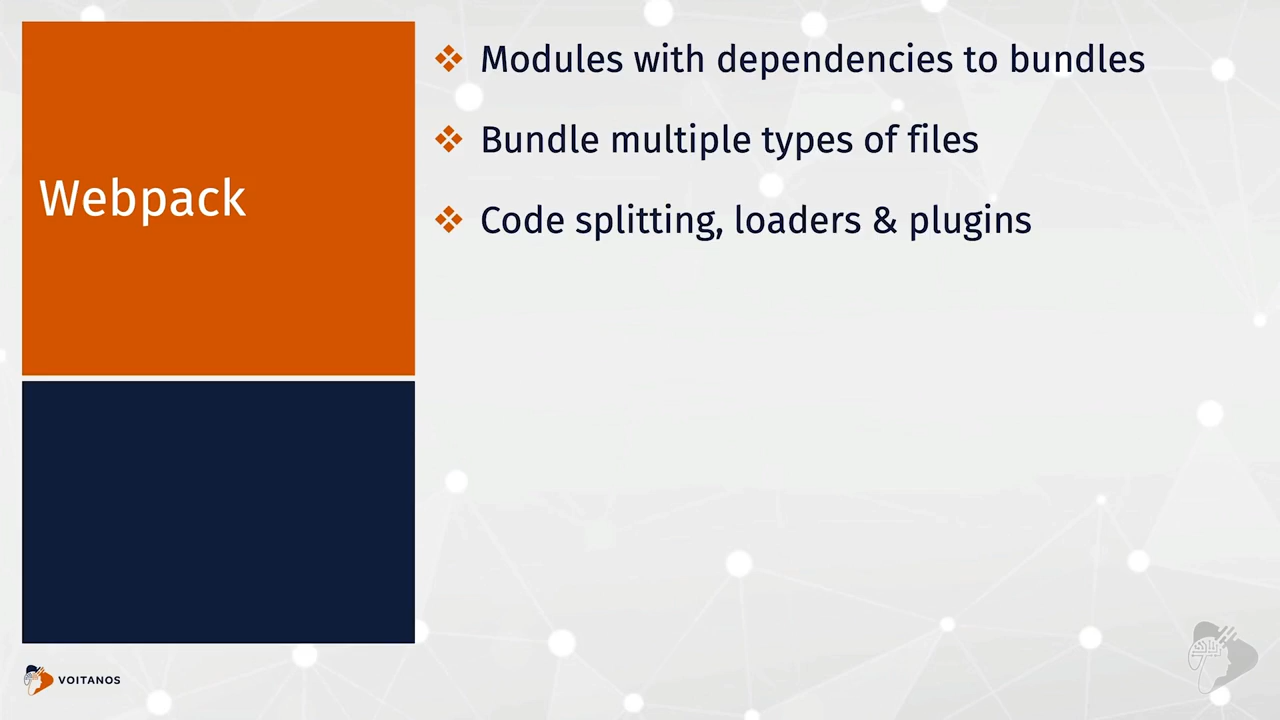 Webpack
Modules with dependencies to bundles
Bundle multiple types of files
Code splitting, loaders & plugins
VOITANOS